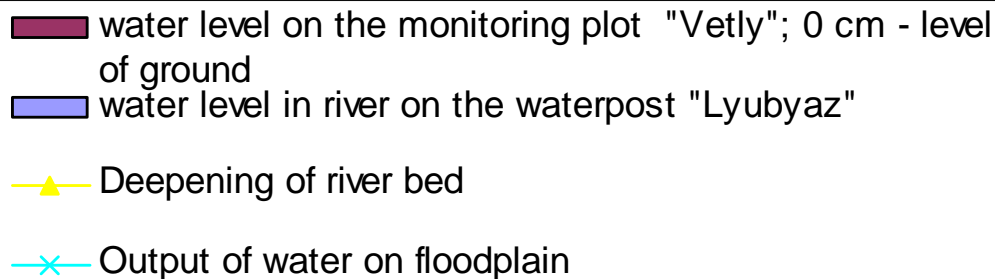 water level on the monitoring plot "Vetly"; 0 cm - level
of ground
water level in river on the waterpost "Lyubyaz"
Deepening of river bed
Output of water on floodplain